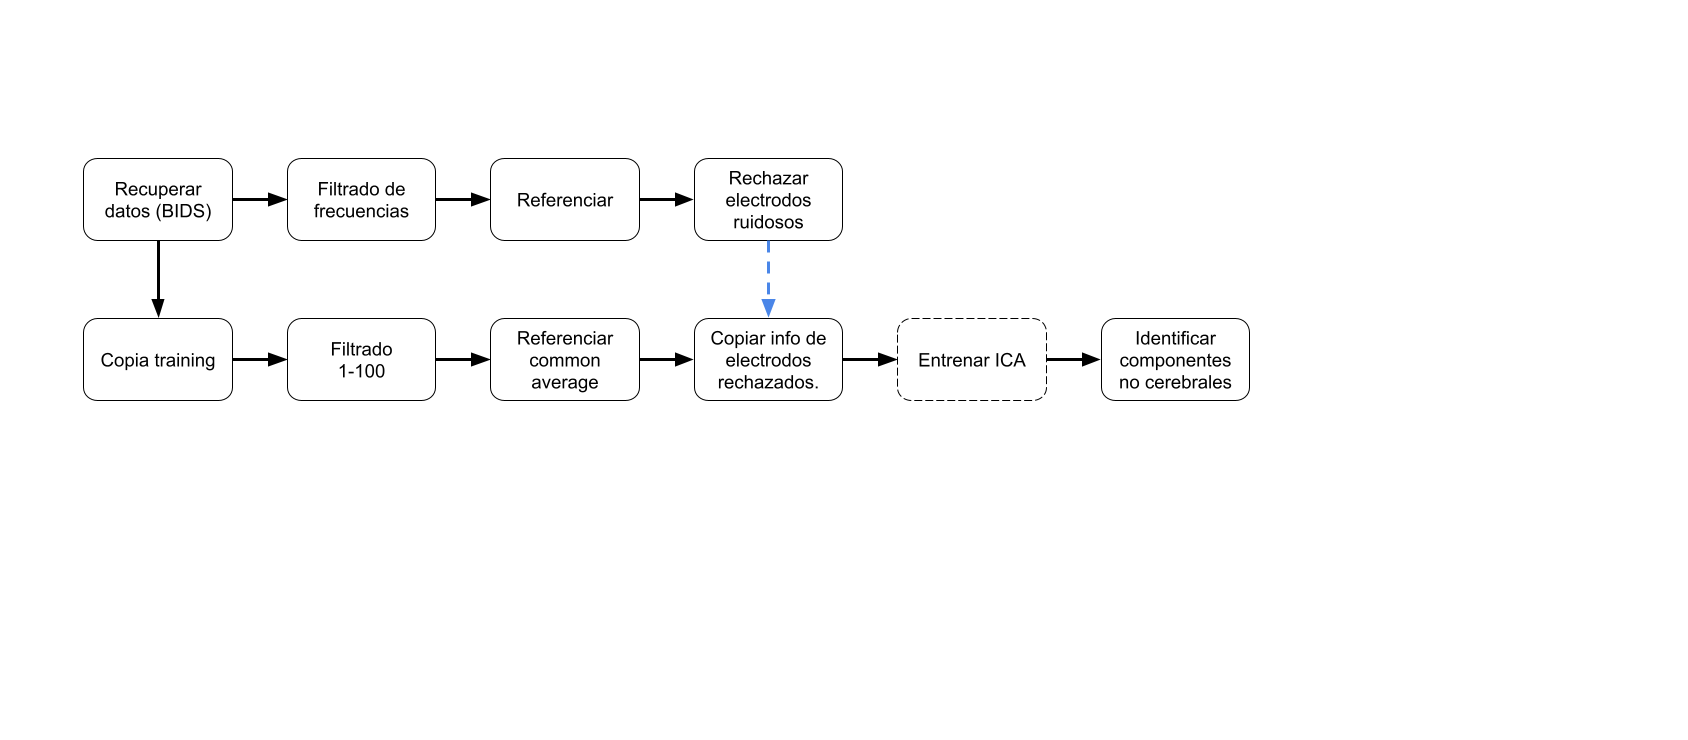 Recuperar
datos (BIDS)
Filtrado de
frecuencias
Referenciar
Rechazar
electrodos
ruidosos
Copia training
Filtrado
1-100
Referenciar
common
average
Copiar info de
electrodos
rechazados.
Entrenar ICA
Identificar
componentes
no cerebrales